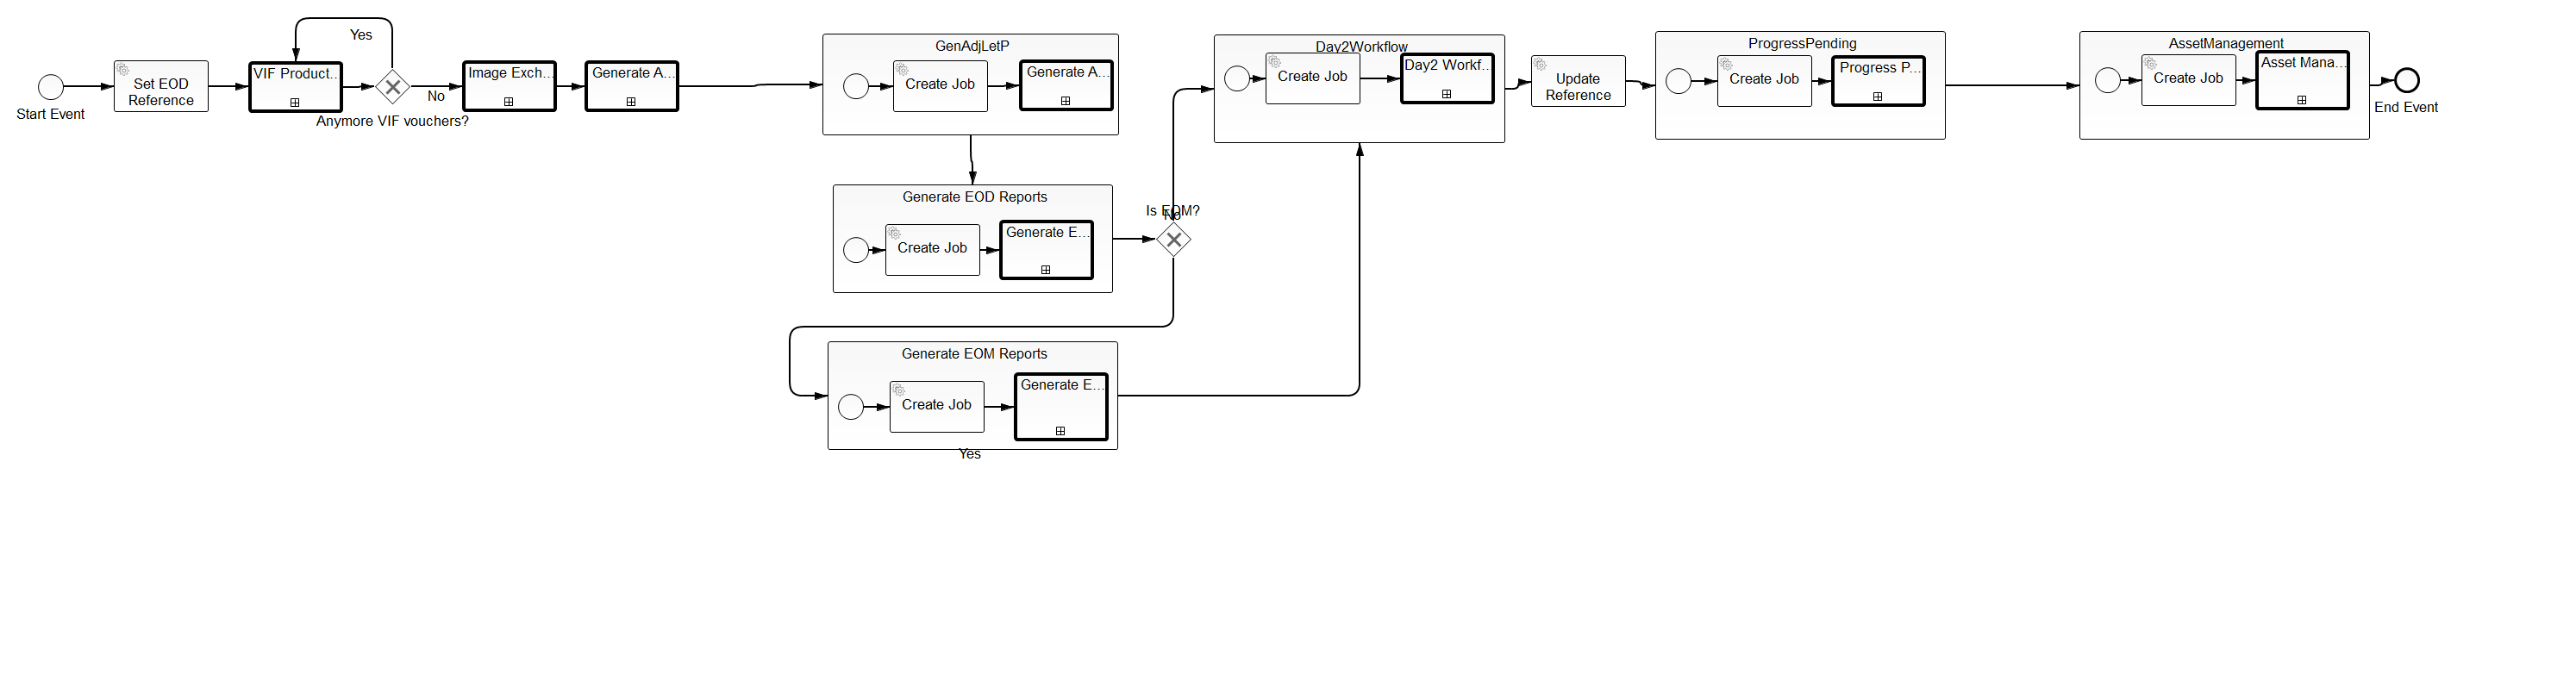 Yes
Start Event
Set EOD
Reference
VIF Product...
No
Anymore VIF vouchers?
Image Exch...
Generate A...
GenAdjLetP
Create Job
Generate A...
Generate EOD Reports
Create Job
Generate E...
Is EOM?
No
Generate EOM Reports
Create Job
Generate E...
Yes
Day2Workflow
Create Job
Day2 Workf...
Update
Reference
ProgressPending
Create Job
Progress P...
AssetManagement
Create Job
Asset Mana...
End Event